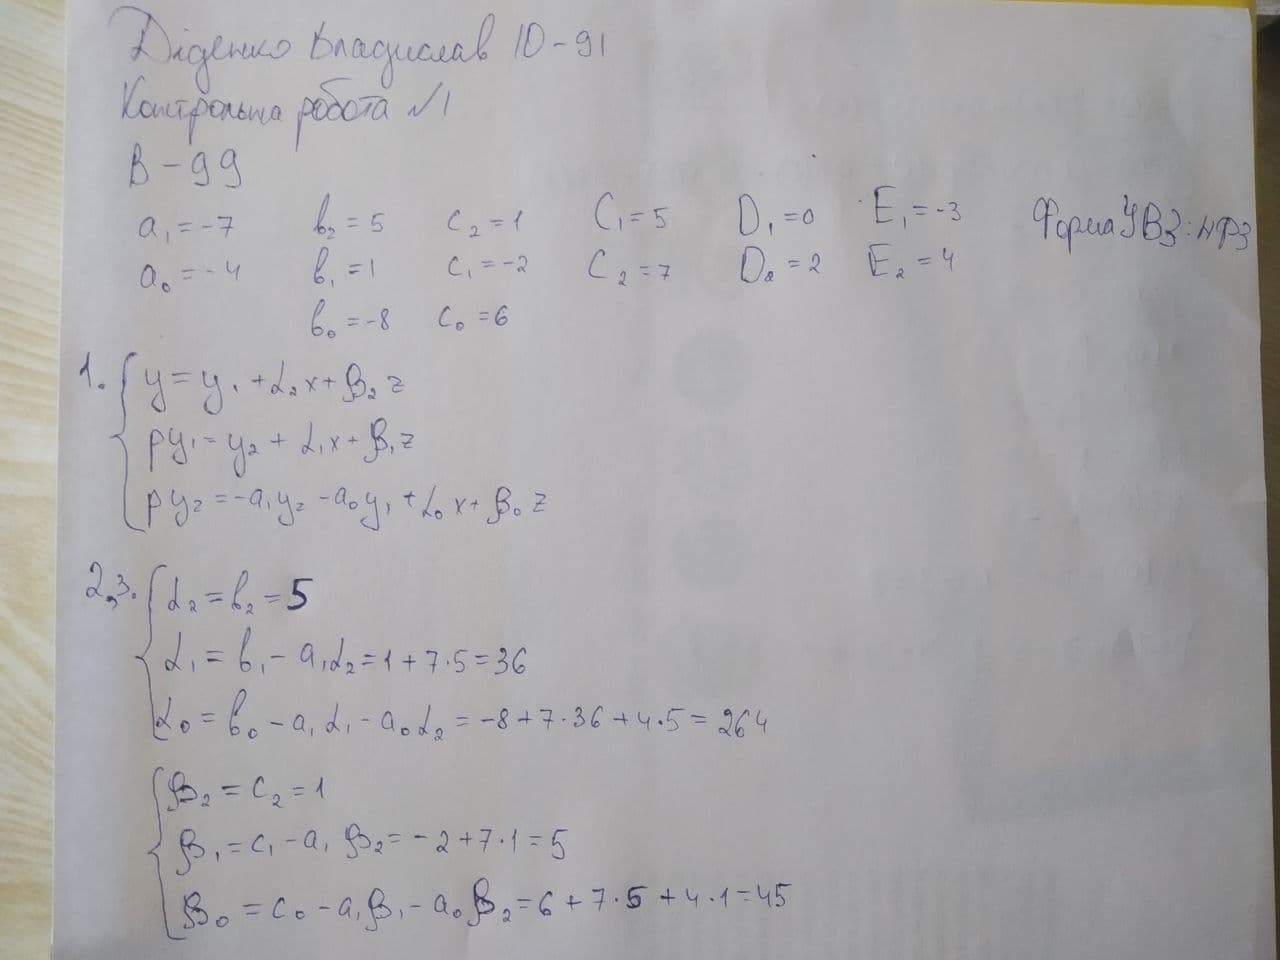 Діденко Владислав ІО-91
Контрольна робота №1
В-99
a₁=-7 b₂=5 c₂=1 C₁=5 D₁=0 E₁=-3 Форма УВЗ: НФЗ
a₀=-4 b₁=1 c₁=-2 C₂=7 D₂=2 E₂=4
b₀=-8 c₀=6
1. { y=y₁+α₂x+β₂z
py₁=y₂+α₁x+β₁z
py₂=-a₁y₂-a₀y₁+α₀x+β₀z
2,3. { α₂=b₂=5
α₁=b₁-a₁α₂=1+7·5=36
α₀=b₀-a₁α₁-a₀α₂=-8+7·36+4·5=264
{ β₂=c₂=1
β₁=c₁-a₁β₂=-2+7·1=5
β₀=c₀-a₁β₁-a₀β₂=6+7·5+4·1=45